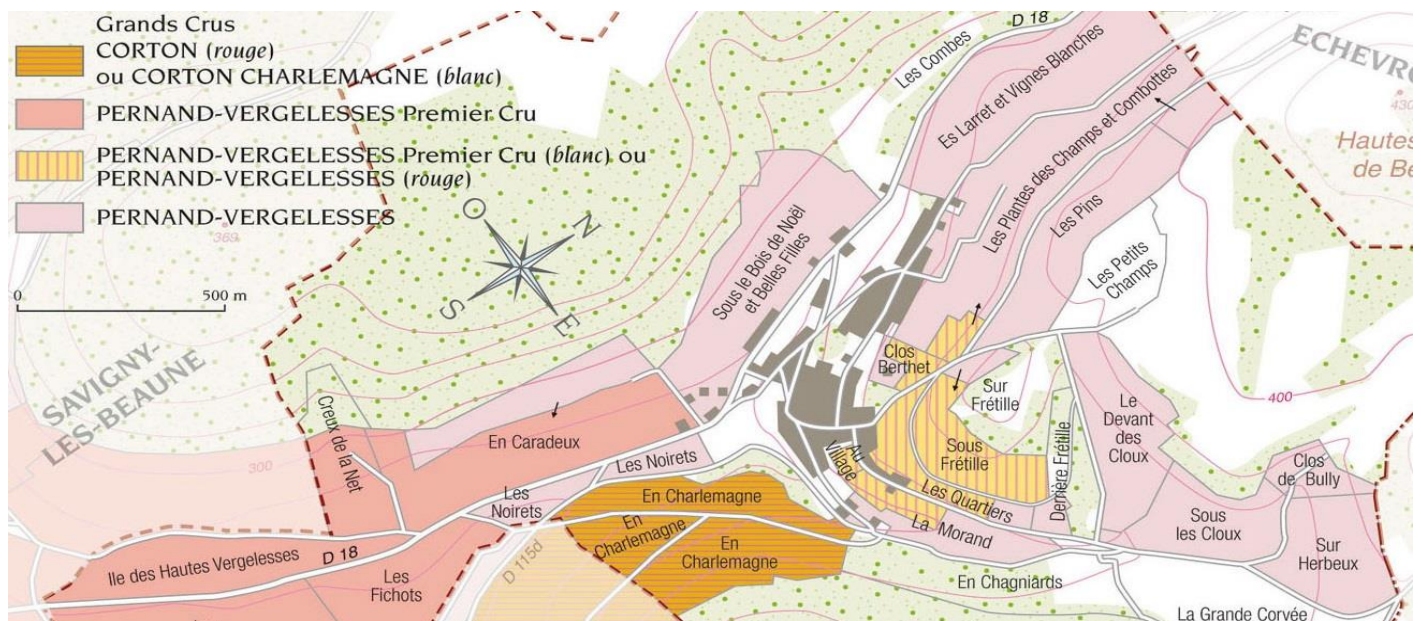 Grands Crus
CORTON (rouge)
ou CORTON CHARLEMAGNE (blanc)
PERNAND-VERGELESSES Premier Cru
PERNAND-VERGELESSES Premier Cru (blanc) ou
PERNAND-VERGELESSES (rouge)
PERNAND-VERGELESSES
369
0
500 m
O
N
S
E
SAVIGNY-
LES-BEAUNE
300
D 18
Les Combes
Es Larret et Vignes Blanches
Les Plantes des Champs et Combottes
Les Pins
ECHEVRO
430
Hautes
de Be
Les Petits
Champs
400
Sous le Bois de Noël
et Belles Filles
Clos
Berthet
Sur
Frétille
Sous
Frétille
Derrière Frétille
Le
Devant
des
Cloux
Clos
de Bully
Sous
les Cloux
Sur
Herbeux
Creux de la Net
En Caradeux
Les Noirets
Les
Noirets
Au
Village
Les Quartiers
La Morand
En Charlemagne
En
Charlemagne
En
Charlemagne
En Chagniards
La Grande Corvée
Ile des Hautes Vergelesses
D 18
Les
Fichots
D 115d